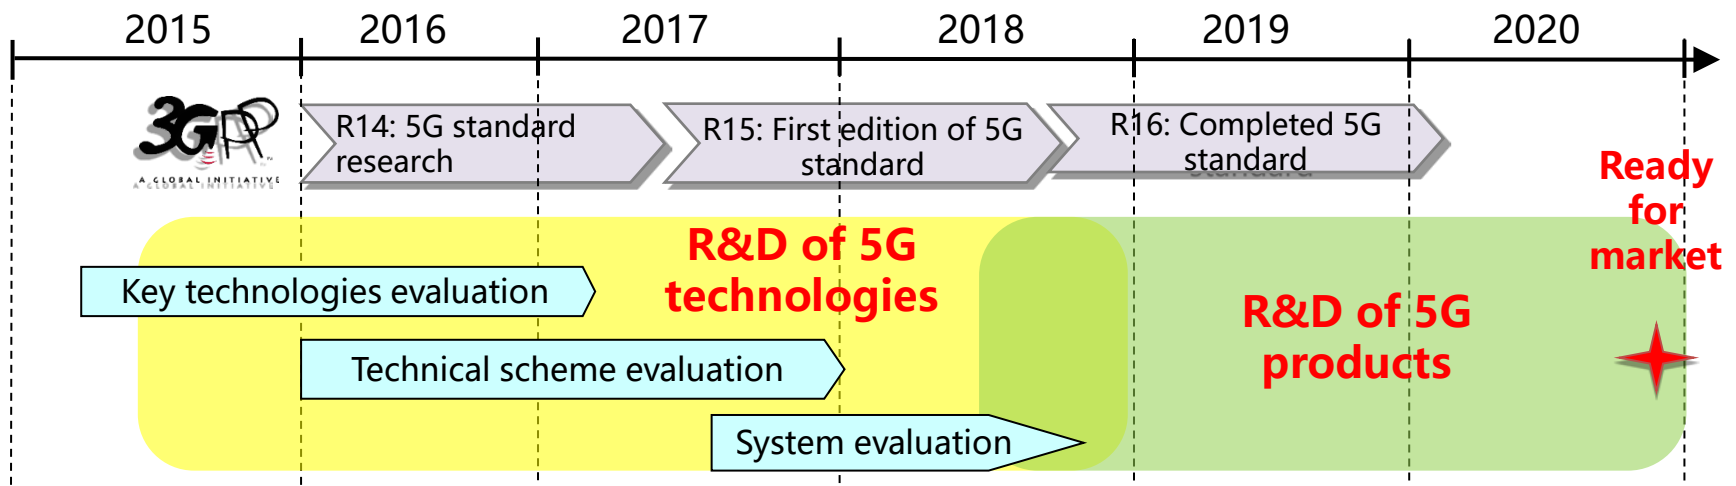 2015 2016 2017 2018 2019 2020
3GPP
A GLOBAL INITIATIVE
R14: 5G standard
research
R15: First edition of 5G
standard
R16: Completed 5G
standard
Ready
for
market
R&D of 5G
technologies
Key technologies evaluation
Technical scheme evaluation
System evaluation
R&D of 5G
products